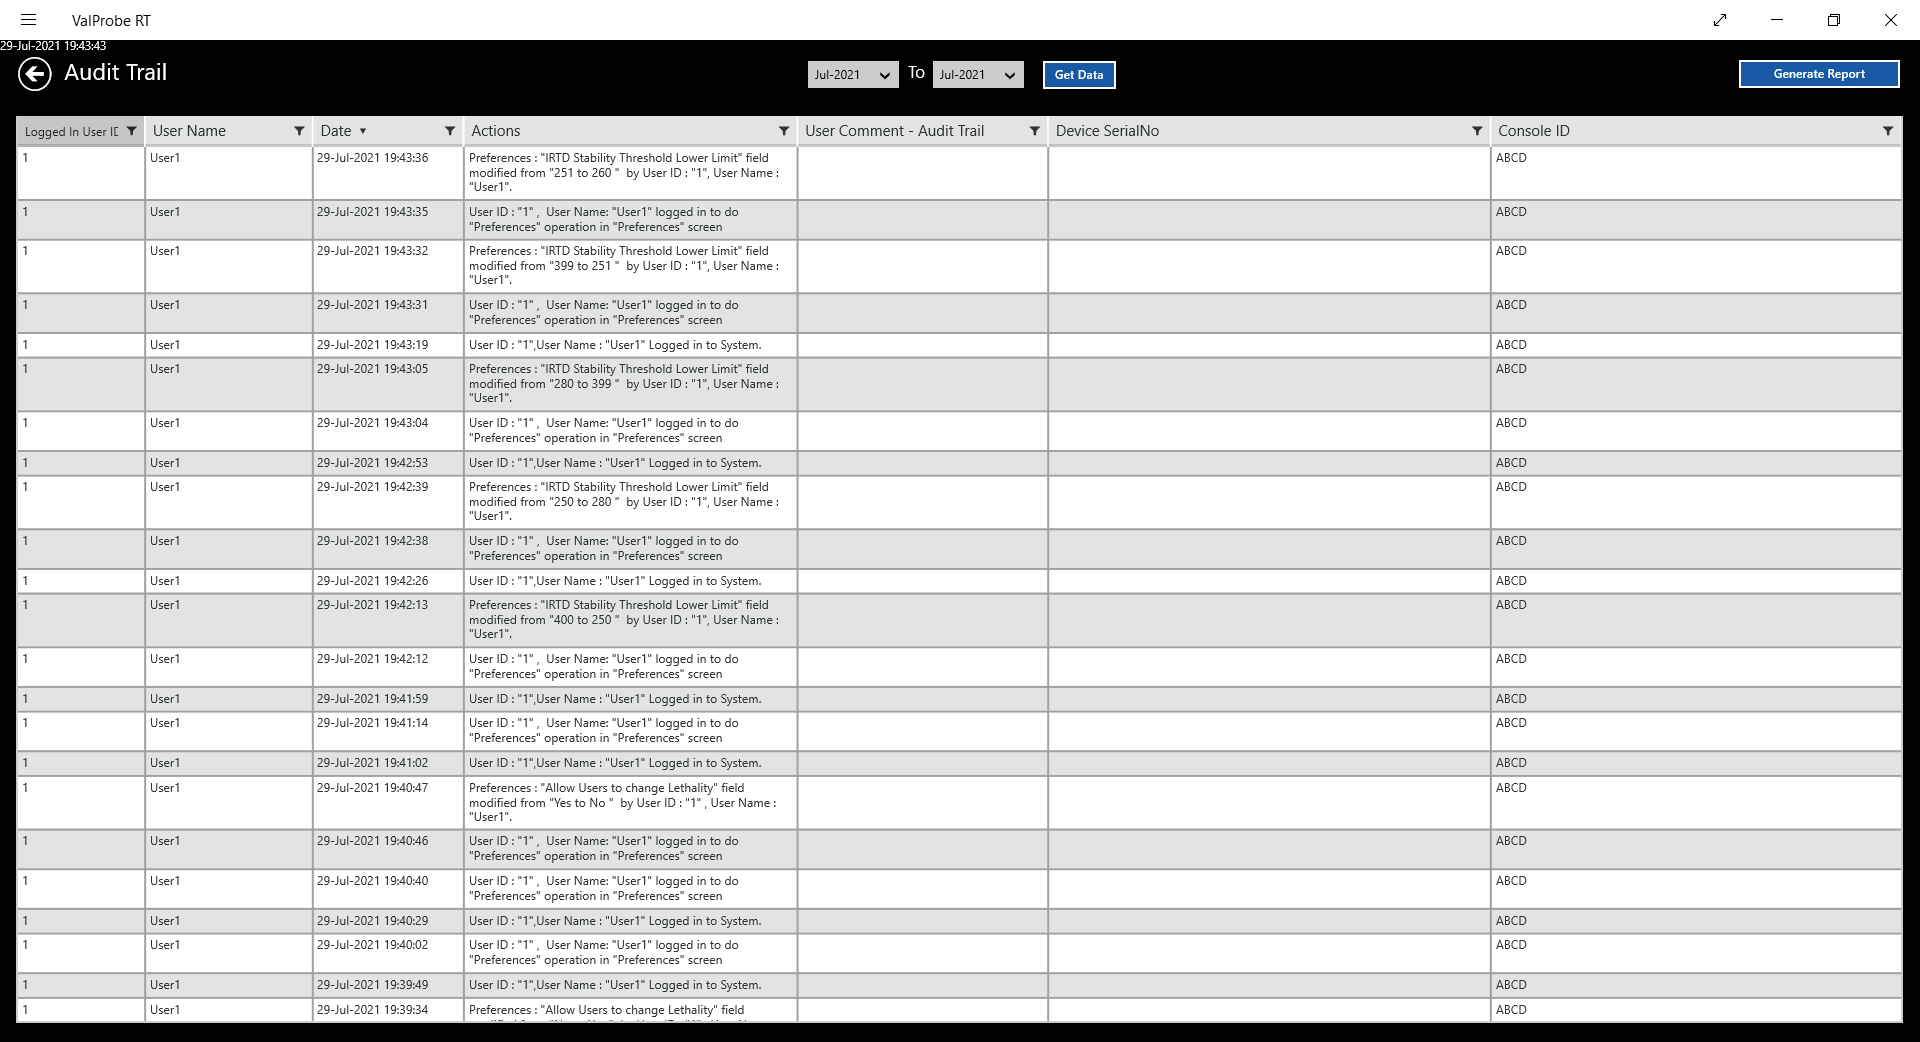 ValProbe RT
29-Jul-2021 19:43:43
Audit Trail
Jul-2021 To Jul-2021 Get Data Generate Report
Logged In User ID User Name Date Actions User Comment - Audit Trail Device SerialNo Console ID
1 User1 29-Jul-2021 19:43:36 Preferences : "IRTD Stability Threshold Lower Limit" field ABCD
modified from "251 to 260 " by User ID : "1", User Name :
"User1".
1 User1 29-Jul-2021 19:43:35 User ID : "1" , User Name: "User1" logged in to do ABCD
"Preferences" operation in "Preferences" screen
1 User1 29-Jul-2021 19:43:32 Preferences : "IRTD Stability Threshold Lower Limit" field ABCD
modified from "399 to 251 " by User ID : "1", User Name :
"User1".
1 User1 29-Jul-2021 19:43:31 User ID : "1" , User Name: "User1" logged in to do ABCD
"Preferences" operation in "Preferences" screen
1 User1 29-Jul-2021 19:43:19 User ID : "1",User Name : "User1" Logged in to System. ABCD
1 User1 29-Jul-2021 19:43:05 Preferences : "IRTD Stability Threshold Lower Limit" field ABCD
modified from "280 to 399 " by User ID : "1", User Name :
"User1".
1 User1 29-Jul-2021 19:43:04 User ID : "1" , User Name: "User1" logged in to do ABCD
"Preferences" operation in "Preferences" screen
1 User1 29-Jul-2021 19:42:53 User ID : "1",User Name : "User1" Logged in to System. ABCD
1 User1 29-Jul-2021 19:42:39 Preferences : "IRTD Stability Threshold Lower Limit" field ABCD
modified from "250 to 280 " by User ID : "1", User Name :
"User1".
1 User1 29-Jul-2021 19:42:38 User ID : "1" , User Name: "User1" logged in to do ABCD
"Preferences" operation in "Preferences" screen
1 User1 29-Jul-2021 19:42:26 User ID : "1",User Name : "User1" Logged in to System. ABCD
1 User1 29-Jul-2021 19:42:13 Preferences : "IRTD Stability Threshold Lower Limit" field ABCD
modified from "400 to 250 " by User ID : "1", User Name :
"User1".
1 User1 29-Jul-2021 19:42:12 User ID : "1" , User Name: "User1" logged in to do ABCD
"Preferences" operation in "Preferences" screen
1 User1 29-Jul-2021 19:41:59 User ID : "1",User Name : "User1" Logged in to System. ABCD
1 User1 29-Jul-2021 19:41:14 User ID : "1" , User Name: "User1" logged in to do ABCD
"Preferences" operation in "Preferences" screen
1 User1 29-Jul-2021 19:41:02 User ID : "1",User Name : "User1" Logged in to System. ABCD
1 User1 29-Jul-2021 19:40:47 Preferences : "Allow Users to change Lethality" field ABCD
modified from "Yes to No " by User ID : "1" , User Name :
"User1".
1 User1 29-Jul-2021 19:40:46 User ID : "1" , User Name: "User1" logged in to do ABCD
"Preferences" operation in "Preferences" screen
1 User1 29-Jul-2021 19:40:40 User ID : "1" , User Name: "User1" logged in to do ABCD
"Preferences" operation in "Preferences" screen
1 User1 29-Jul-2021 19:40:29 User ID : "1",User Name : "User1" Logged in to System. ABCD
1 User1 29-Jul-2021 19:40:02 User ID : "1" , User Name: "User1" logged in to do ABCD
"Preferences" operation in "Preferences" screen
1 User1 29-Jul-2021 19:39:49 User ID : "1",User Name : "User1" Logged in to System. ABCD
1 User1 29-Jul-2021 19:39:34 Preferences : "Allow Users to change Lethality" field ABCD